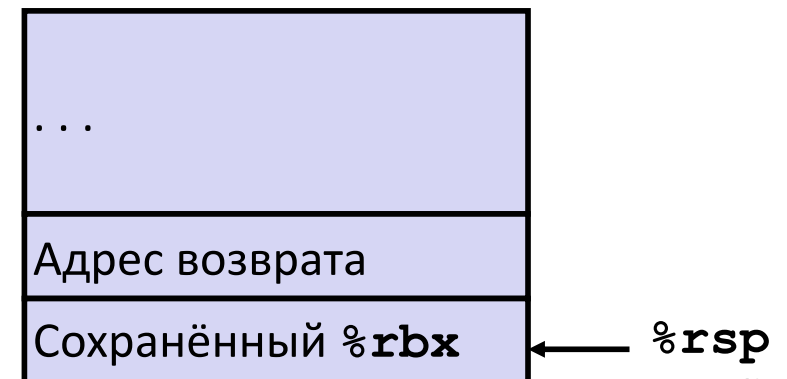 . . .
Адрес возврата
Сохранённый %rbx
%rsp